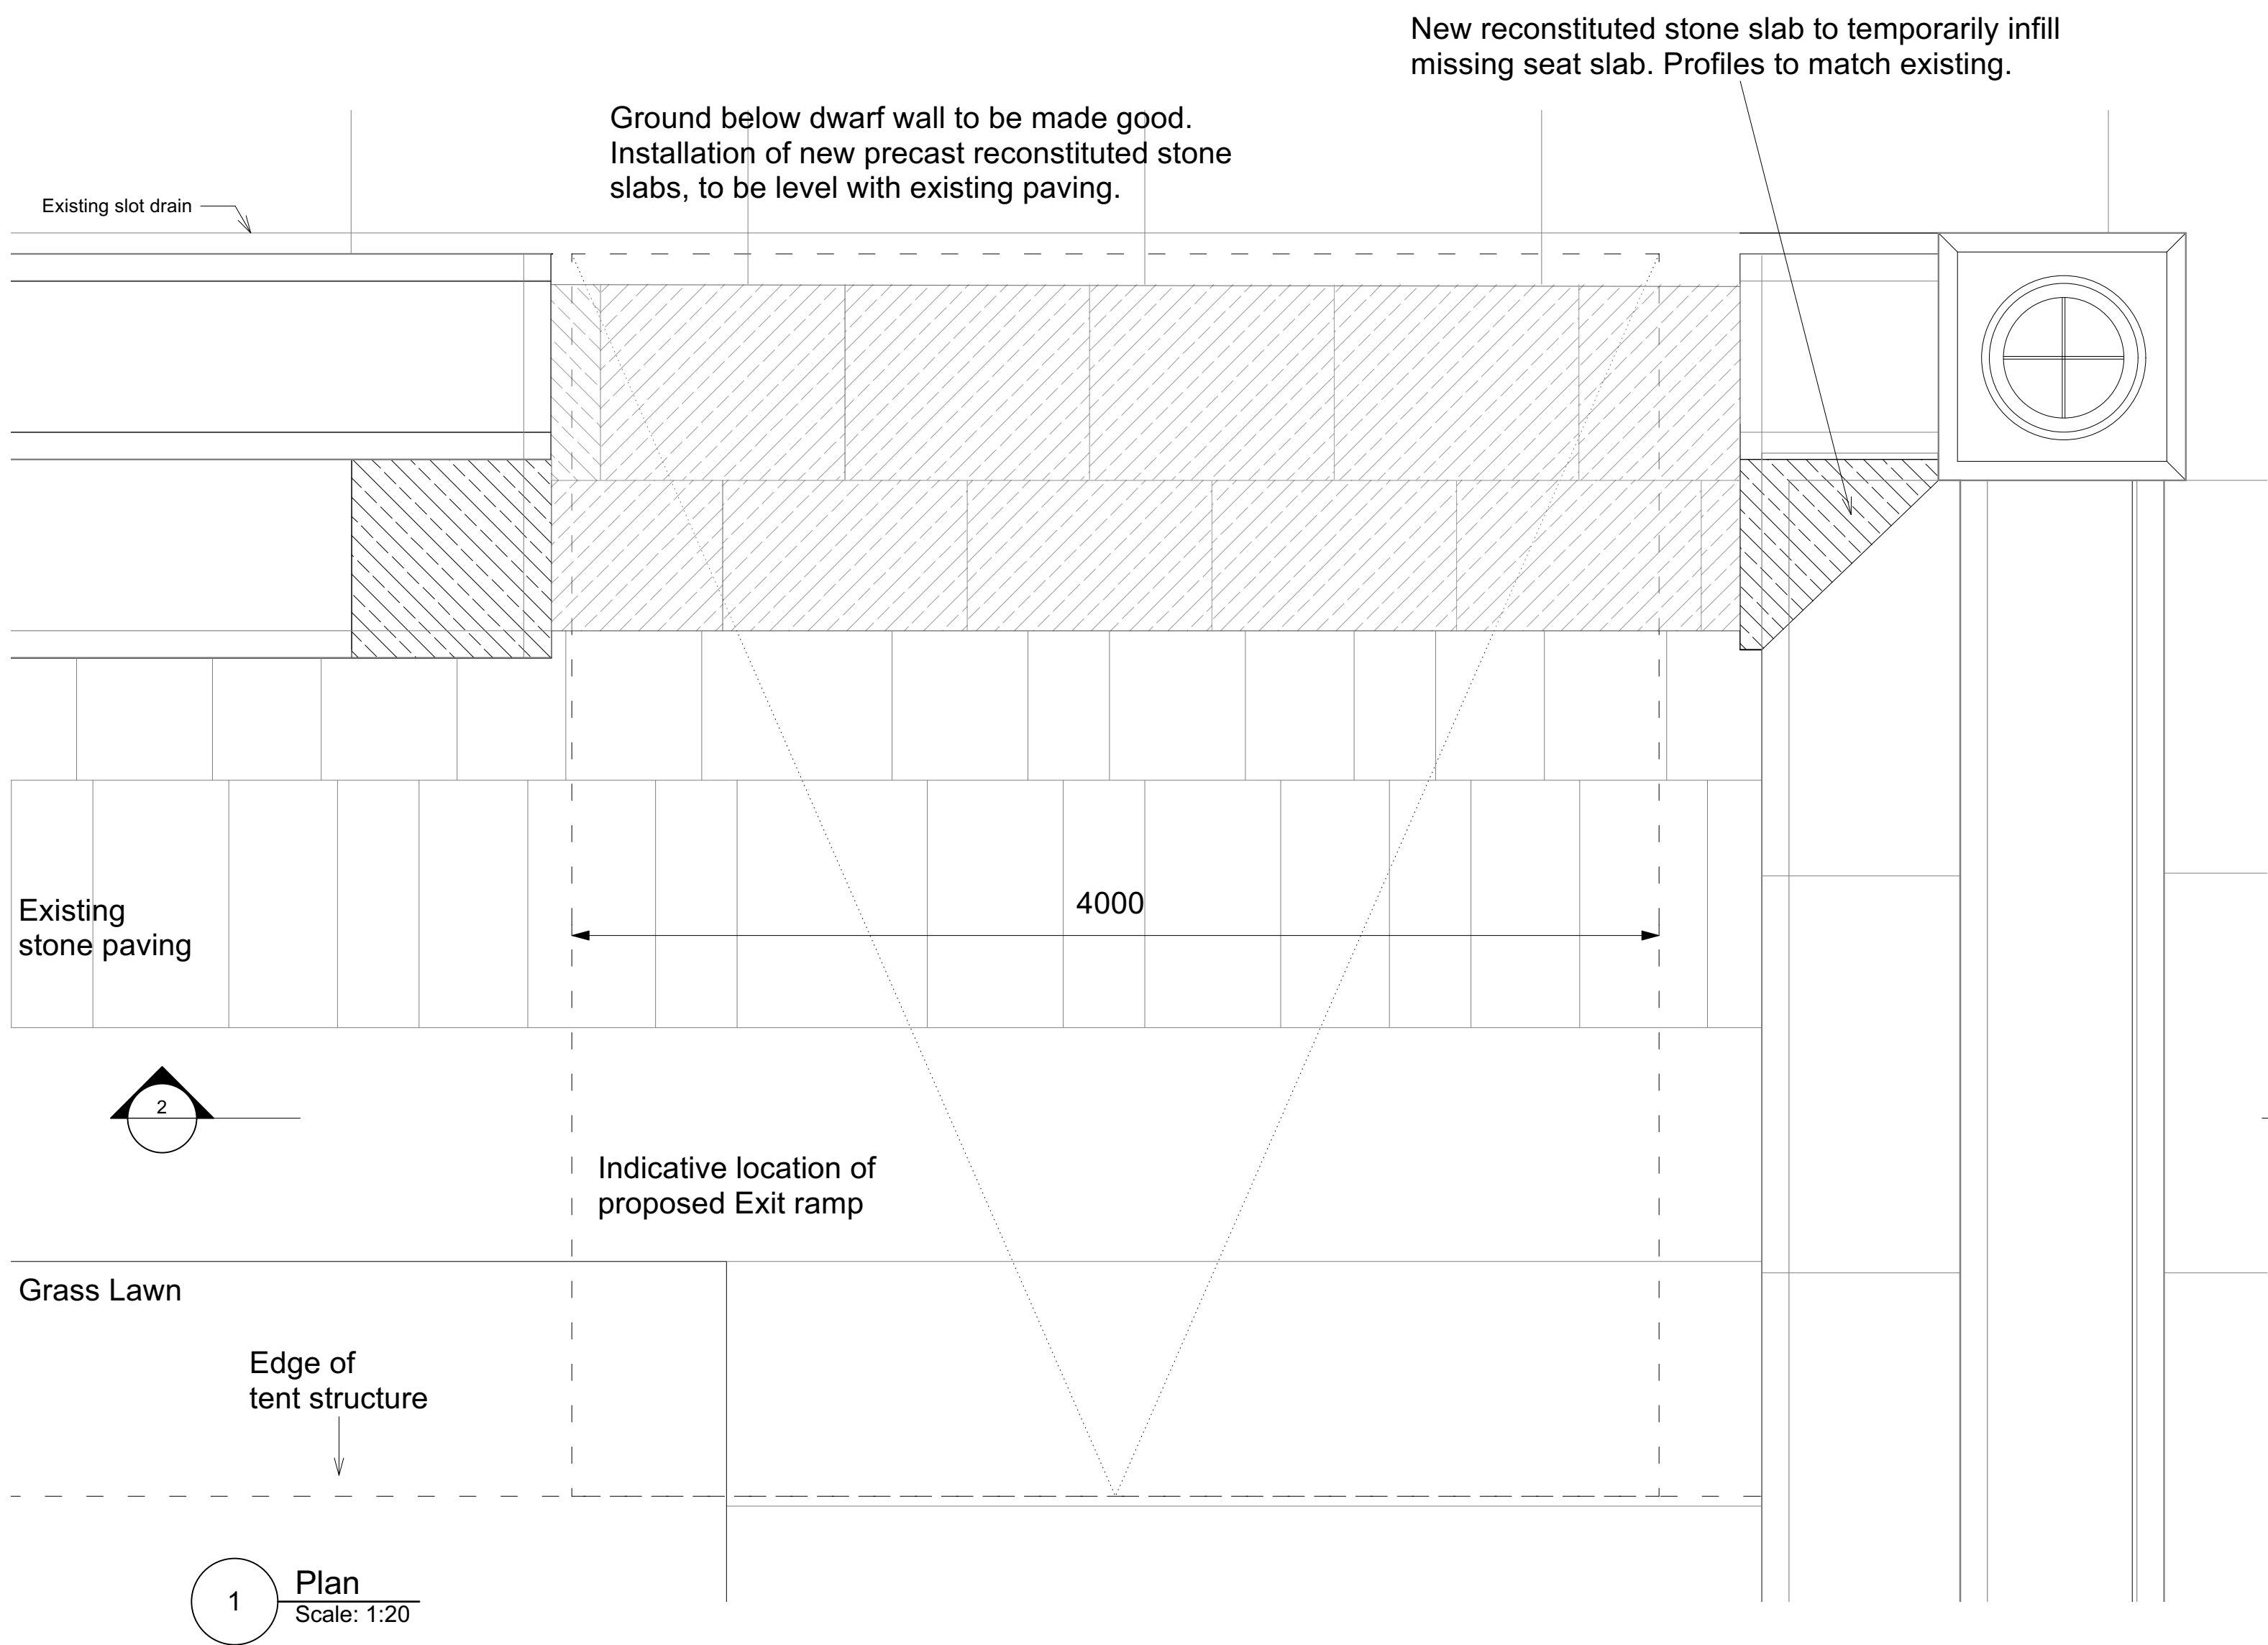 New reconstituted stone slab to temporarily infill
missing seat slab. Profiles to match existing.
Ground below dwarf wall to be made good.
Installation of new precast reconstituted stone
slabs, to be level with existing paving.
Existing slot drain
Existing
stone paving
4000
2
Indicative location of
proposed Exit ramp
Grass Lawn
Edge of
tent structure
1
Plan
Scale: 1:20